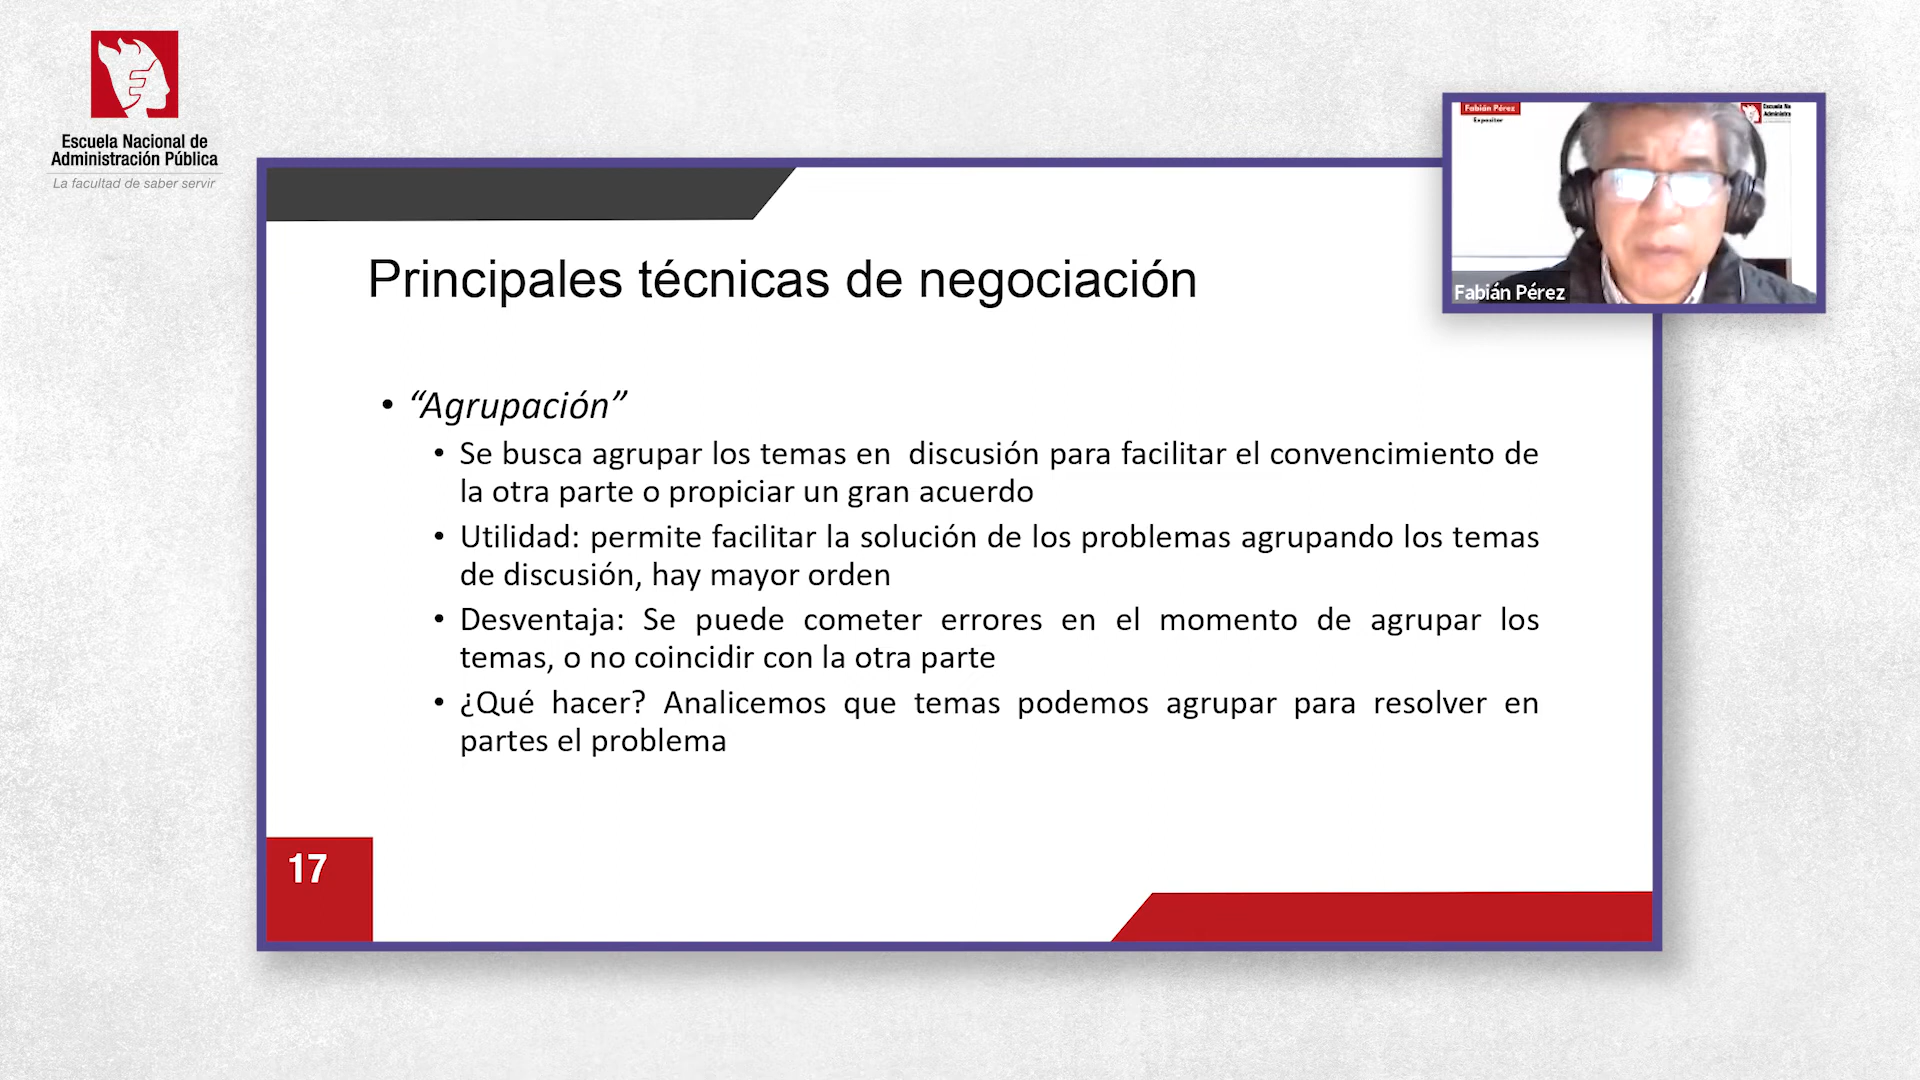 Escuela Nacional de
Administración Pública
La facultad de saber servir
Fabián Pérez
Expositor
Fabián Pérez
Principales técnicas de negociación
• “Agrupación”
• Se busca agrupar los temas en  discusión para facilitar el convencimiento de
la otra parte o propiciar un gran acuerdo
• Utilidad: permite facilitar la solución de los problemas agrupando los temas
de discusión, hay mayor orden
• Desventaja: Se puede cometer errores en el momento de agrupar los
temas, o no coincidir con la otra parte
• ¿Qué hacer? Analicemos que temas podemos agrupar para resolver en
partes el problema
17